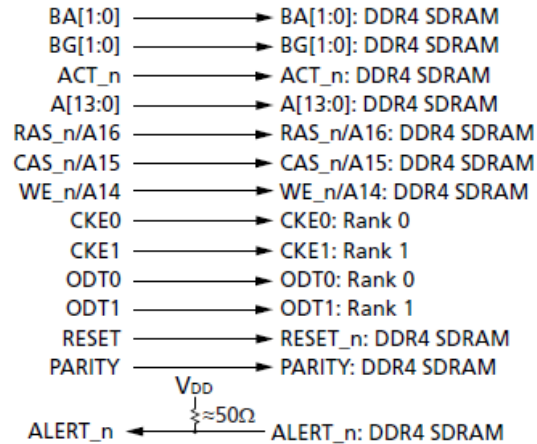 BA[1:0] BA[1:0]: DDR4 SDRAM
BG[1:0] BG[1:0]: DDR4 SDRAM
ACT_n ACT_n: DDR4 SDRAM
A[13:0] A[13:0]: DDR4 SDRAM
RAS_n/A16 RAS_n/A16: DDR4 SDRAM
CAS_n/A15 CAS_n/A15: DDR4 SDRAM
WE_n/A14 WE_n/A14: DDR4 SDRAM
CKE0 CKE0: Rank 0
CKE1 CKE1: Rank 1
ODT0 ODT0: Rank 0
ODT1 ODT1: Rank 1
RESET RESET_n: DDR4 SDRAM
PARITY PARITY: DDR4 SDRAM
VDD
≈50Ω
ALERT_n ALERT_n: DDR4 SDRAM